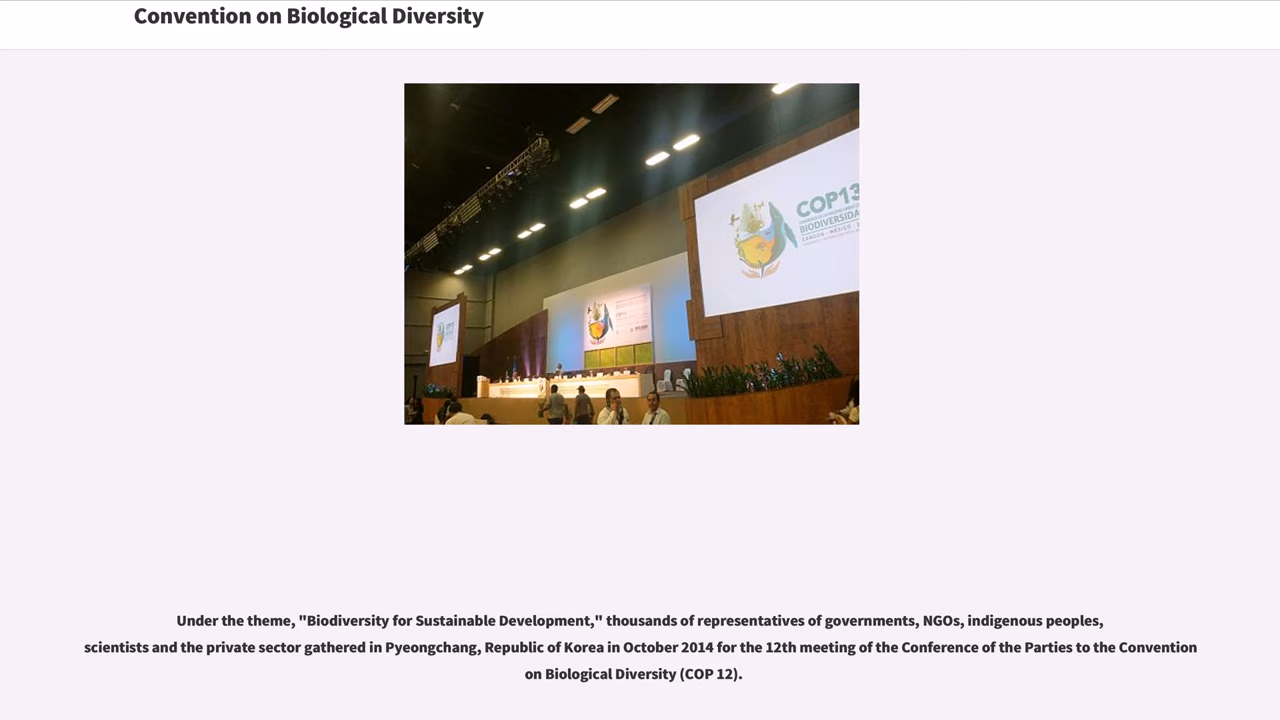 Convention on Biological Diversity
COP13
BIODIVERSIDA
CANCÚN · MÉXICO
Under the theme, "Biodiversity for Sustainable Development," thousands of representatives of governments, NGOs, indigenous peoples,
scientists and the private sector gathered in Pyeongchang, Republic of Korea in October 2014 for the 12th meeting of the Conference of the Parties to the Convention
on Biological Diversity (COP 12).